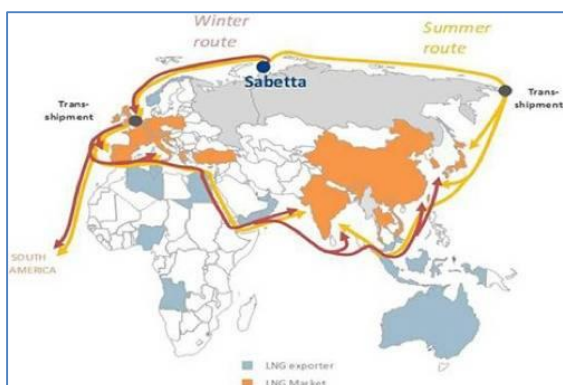 Winter
route
Summer
route
Sabetta
Trans-
shipment
Trans-
shipment
SOUTH
AMERICA
LNG exporter
LNG Market